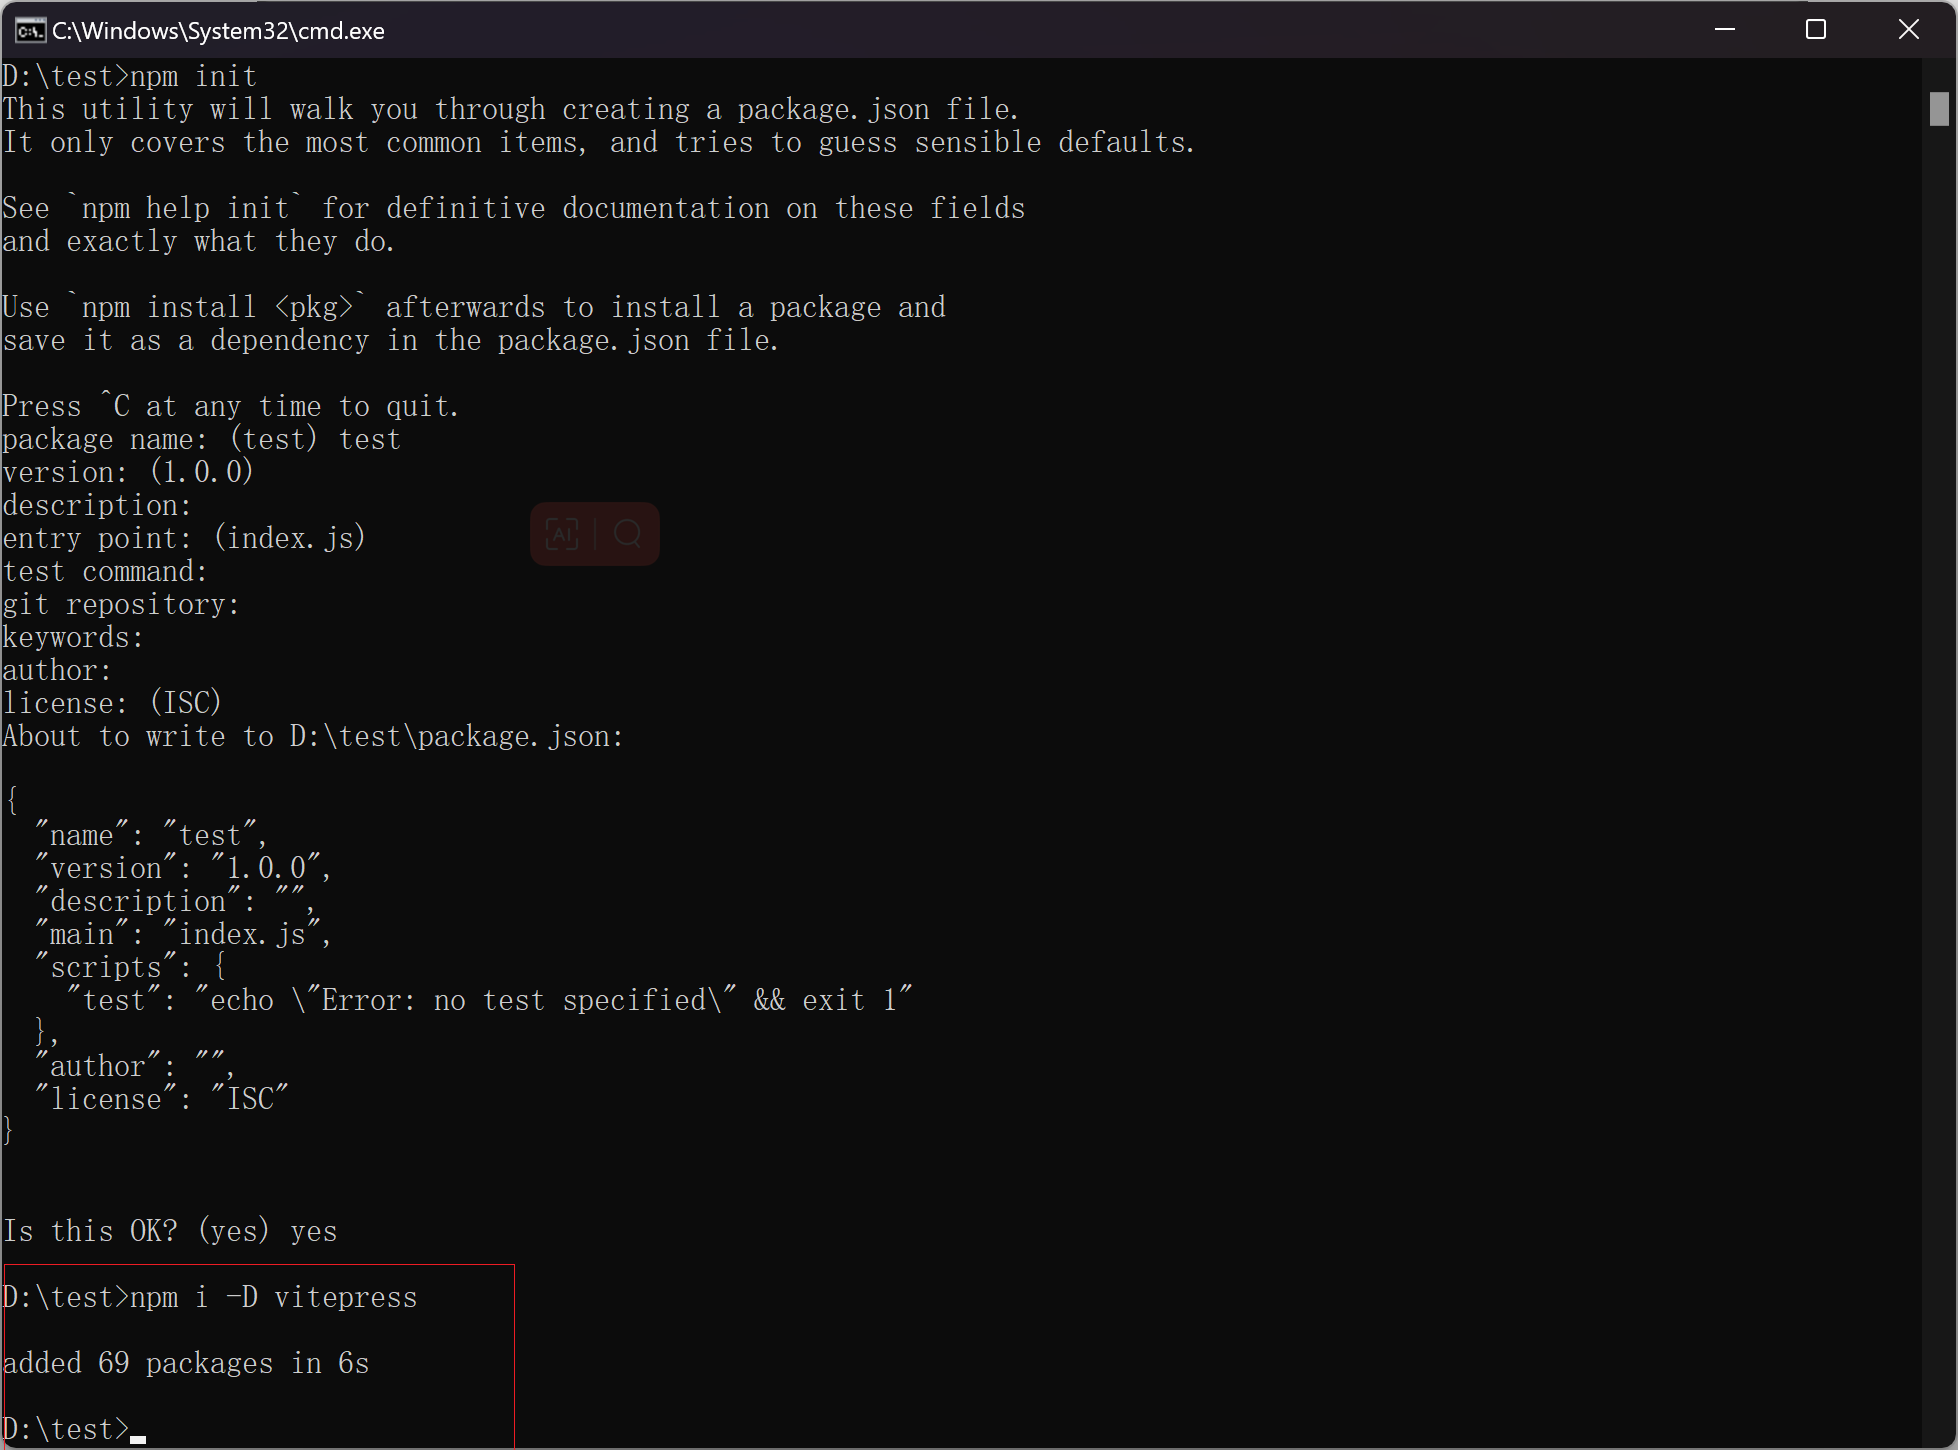 C:\Windows\System32\cmd.exe
D:\test>npm init
This utility will walk you through creating a package.json file.
It only covers the most common items, and tries to guess sensible defaults.
See `npm help init` for definitive documentation on these fields
and exactly what they do.
Use `npm install <pkg>` afterwards to install a package and
save it as a dependency in the package.json file.
Press ^C at any time to quit.
package name: (test) test
version: (1.0.0)
description:
entry point: (index.js)
test command:
git repository:
keywords:
author:
license: (ISC)
About to write to D:\test\package.json:
{
  "name": "test",
  "version": "1.0.0",
  "description": "",
  "main": "index.js",
  "scripts": {
    "test": "echo \"Error: no test specified\" && exit 1"
  },
  "author": "",
  "license": "ISC"
}
Is this OK? (yes) yes
D:\test>npm i -D vitepress
added 69 packages in 6s
D:\test>
AI